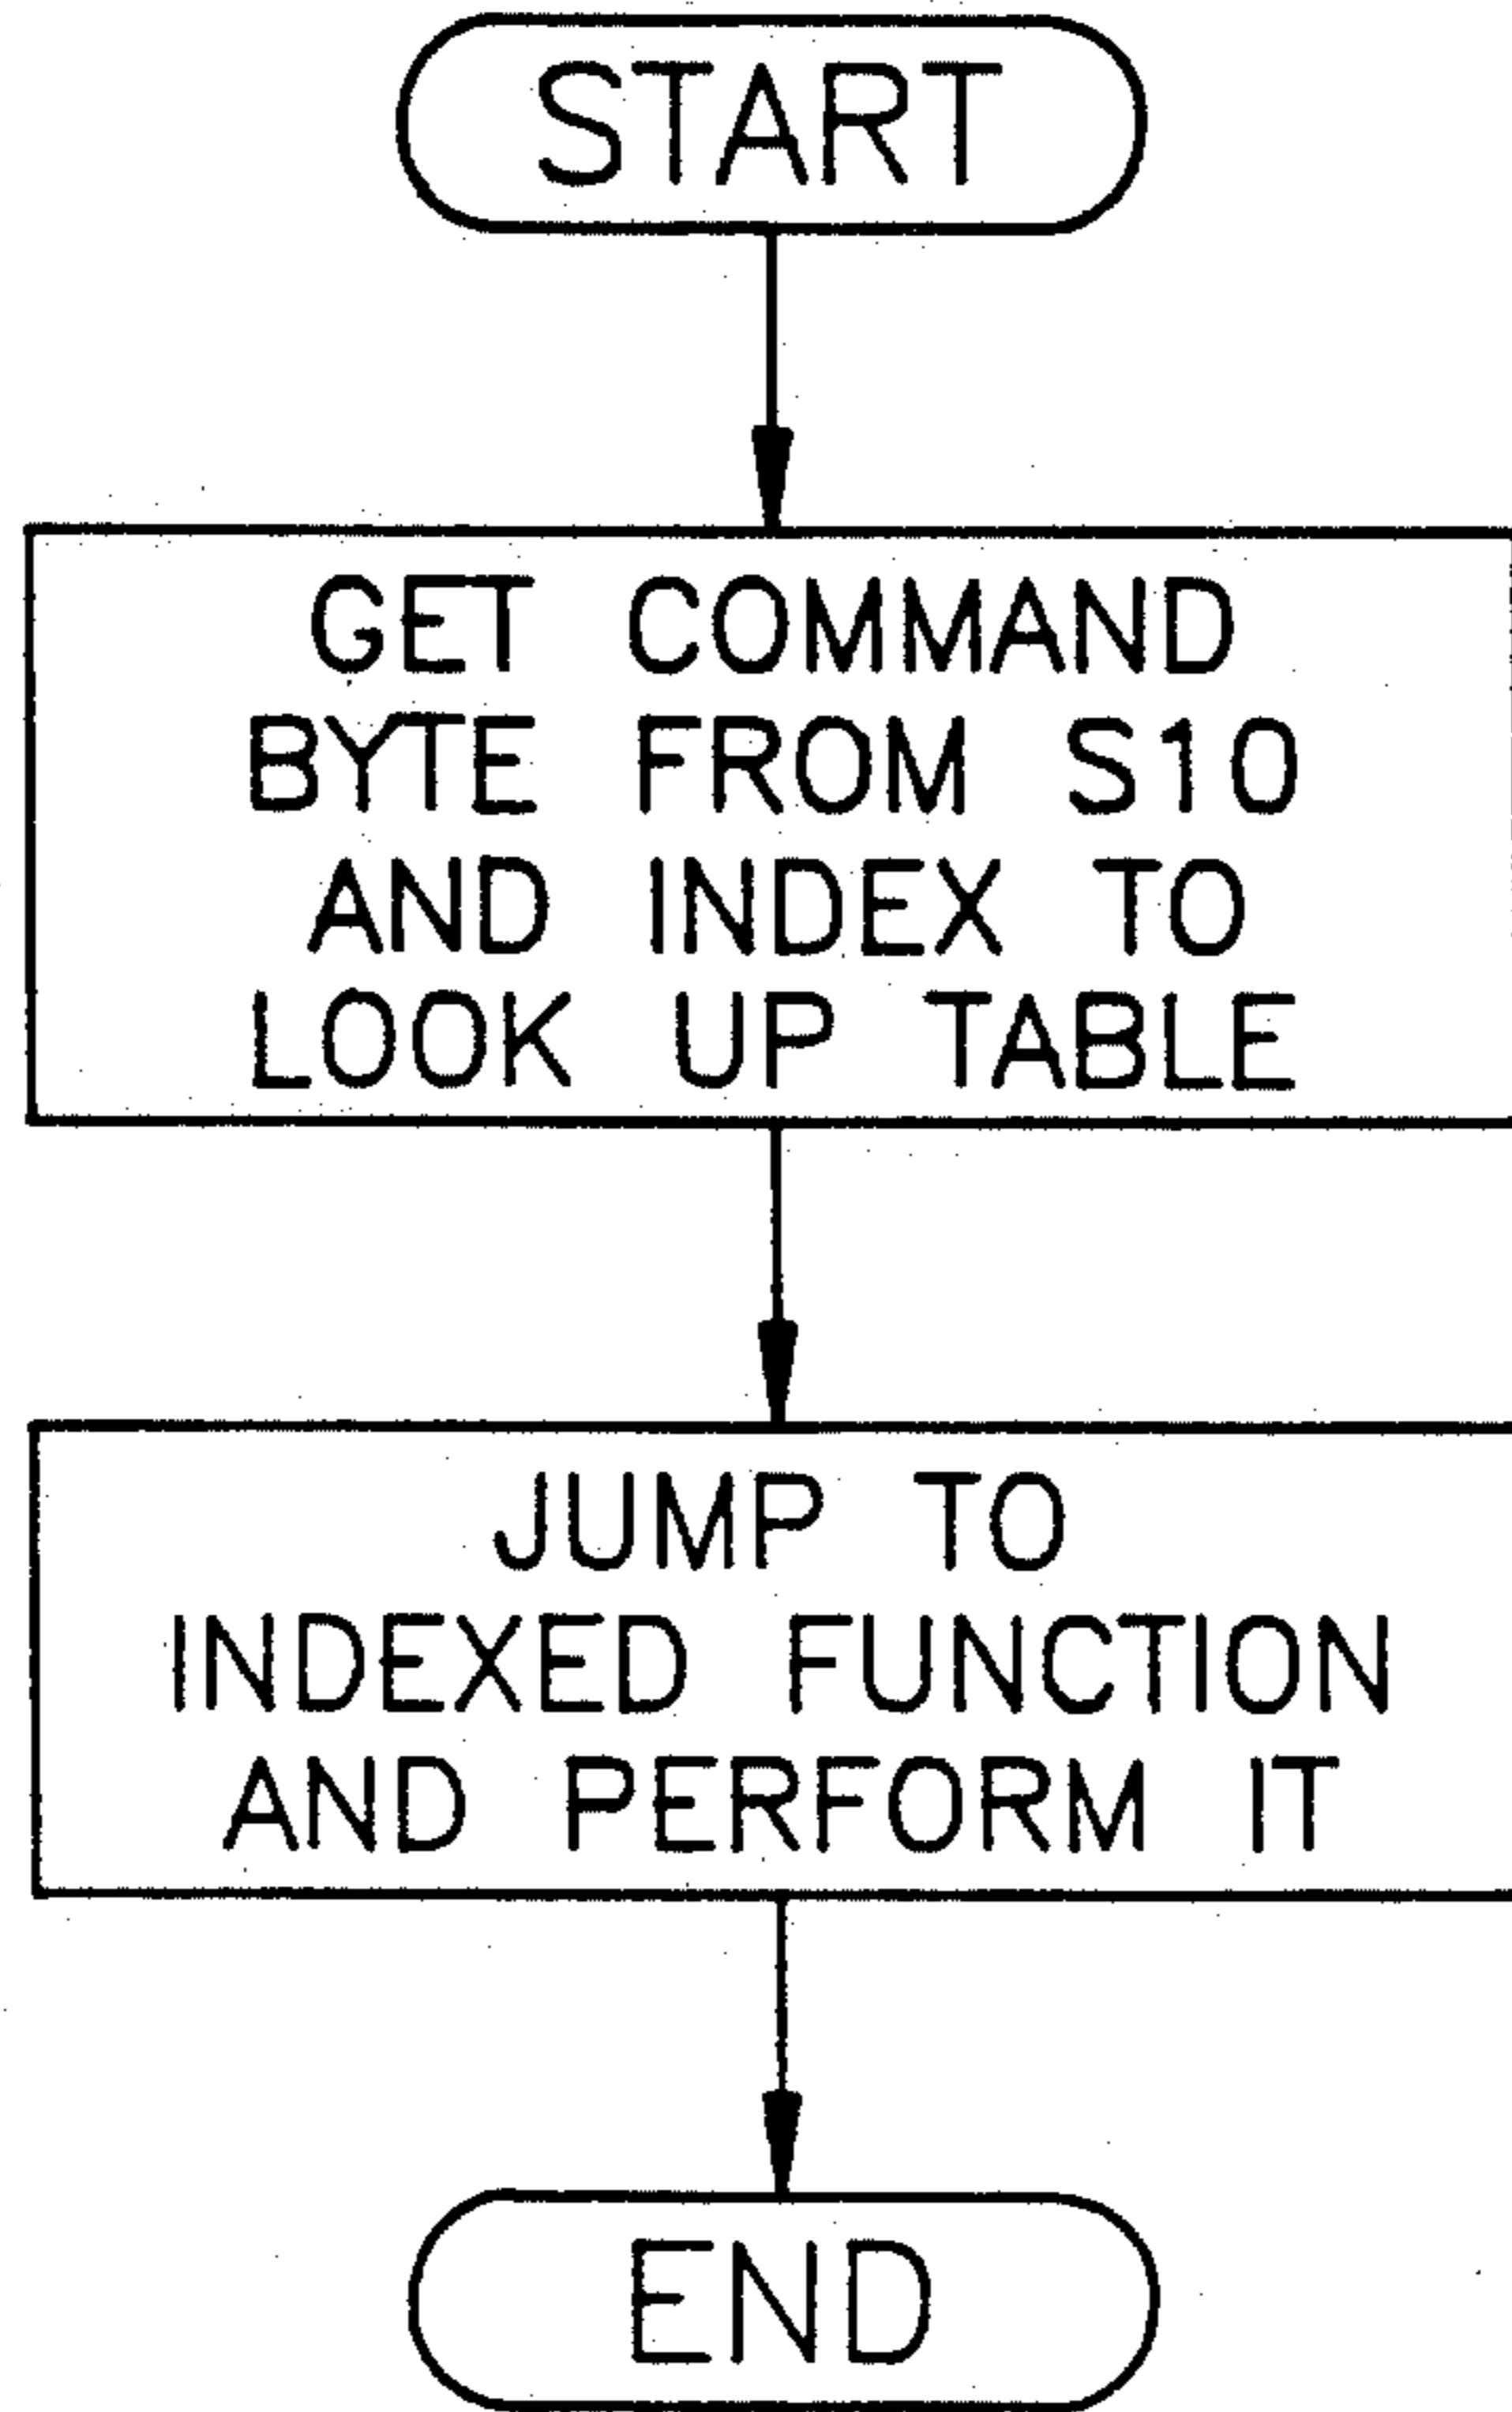 START
GET COMMAND
BYTE FROM S10
AND INDEX TO
LOOK UP TABLE
JUMP TO
INDEXED FUNCTION
AND PERFORM IT
END